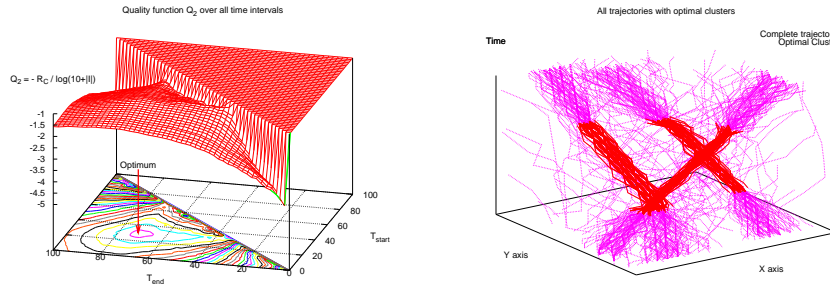 Quality function Q2 over all time intervals
Q2 = - RC / log(10+|I|)
-1
-1.5
-2
-2.5
-3
-3.5
-4
-4.5
-5
Optimum
100
80
60
40
20
0
Tend
0
20
40
60
80
100
Tstart
All trajectories with optimal clusters
Time
Complete trajecto
Optimal Clust
Y axis
X axis